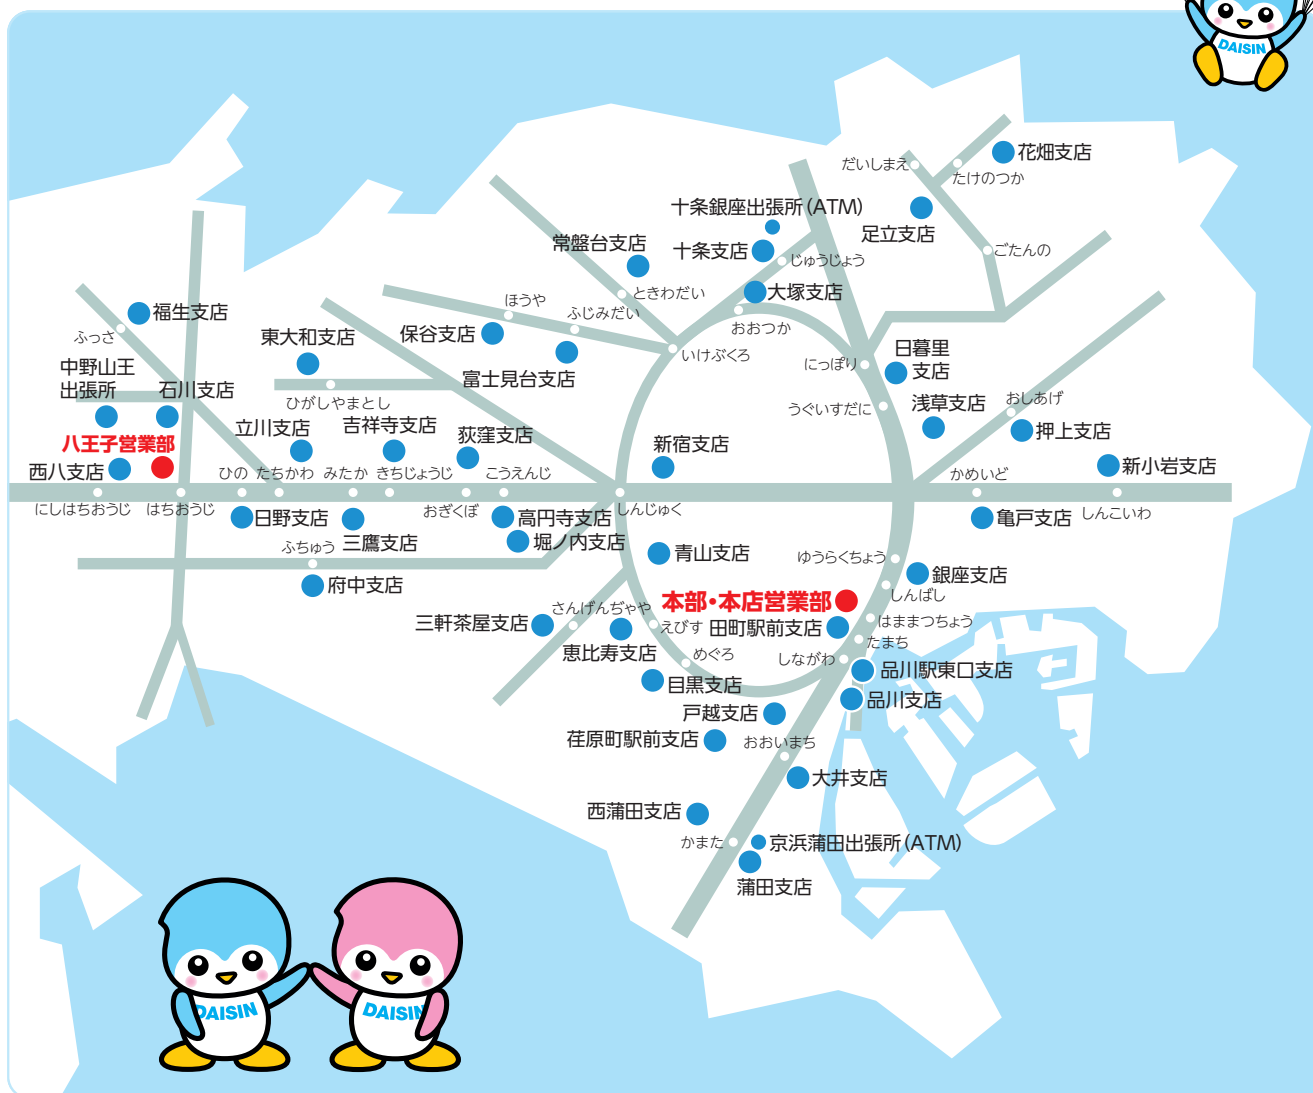 DAISIN
だいしまえ
花畑支店
たけのつか
足立支店
ごたんの
十条銀座出張所(ATM)
十条支店
じゅうじょう
常盤台支店
ときわだい
大塚支店
おおつか
ほうや
ふじみだい
保谷支店
富士見台支店
いけぶくろ
にっぽり
日暮里
支店
うぐいすだに
浅草支店
おしあげ
押上支店
新小岩支店
かめいど
しんこいわ
亀戸支店
福生支店
ふっさ
中野山王
出張所
石川支店
八王子営業部
西八支店
にしはちおうじ
はちおうじ
東大和支店
ひがしやまとし
立川支店
吉祥寺支店
荻窪支店
新宿支店
ひの
たちかわ
みたか
きちじょうじ
こうえんじ
おぎくぼ
しんじゅく
日野支店
三鷹支店
高円寺支店
堀ノ内支店
ふちゅう
府中支店
青山支店
ゆうらくちょう
銀座支店
しんばし
本部・本店営業部
はままつちょう
田町駅前支店
たまち
三軒茶屋支店
さんげんぢゃや
恵比寿支店
えびす
めぐろ
目黒支店
しながわ
品川駅東口支店
品川支店
戸越支店
荏原町駅前支店
おおいまち
大井支店
西蒲田支店
かまた
京浜蒲田出張所(ATM)
蒲田支店
DAISIN
DAISIN